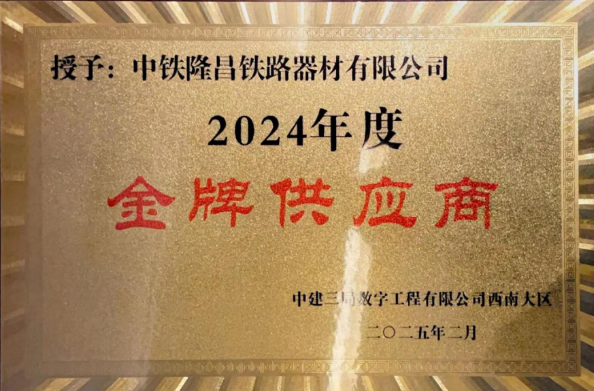 授予：中铁隆昌铁路器材有限公司
2024年度
金牌供应商
中建三局数字工程有限公司西南大区
二〇二五年二月